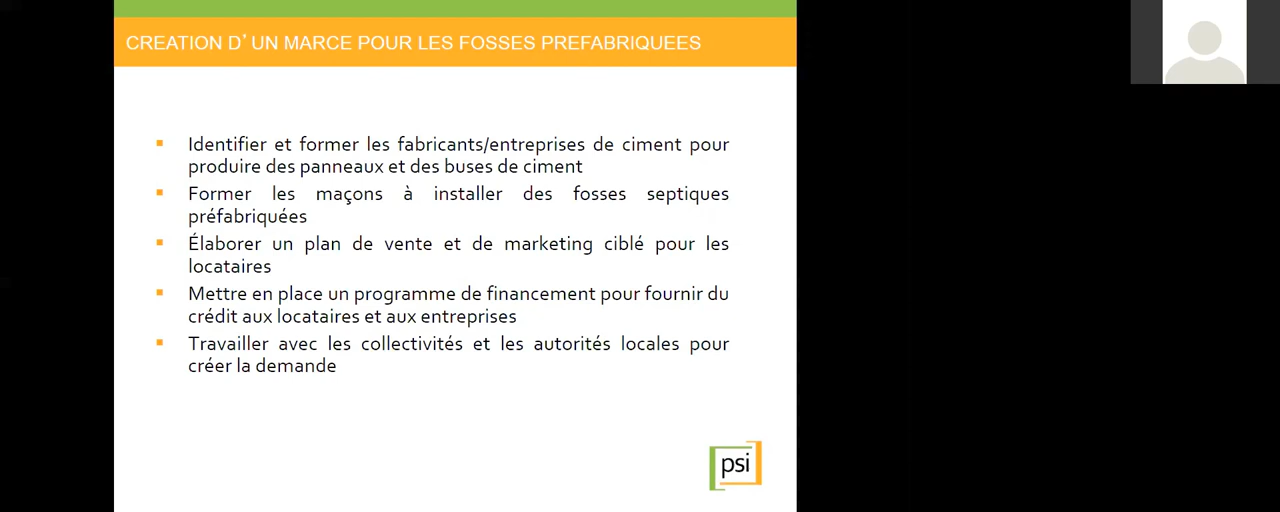 CREATION D' UN MARCE POUR LES FOSSES PREFABRIQUEES
▪ Identifier et former les fabricants/entreprises de ciment pour
produire des panneaux et des buses de ciment
▪ Former les maçons à installer des fosses septiques
préfabriquées
▪ Élaborer un plan de vente et de marketing ciblé pour les
locataires
▪ Mettre en place un programme de financement pour fournir du
crédit aux locataires et aux entreprises
▪ Travailler avec les collectivités et les autorités locales pour
créer la demande
psi